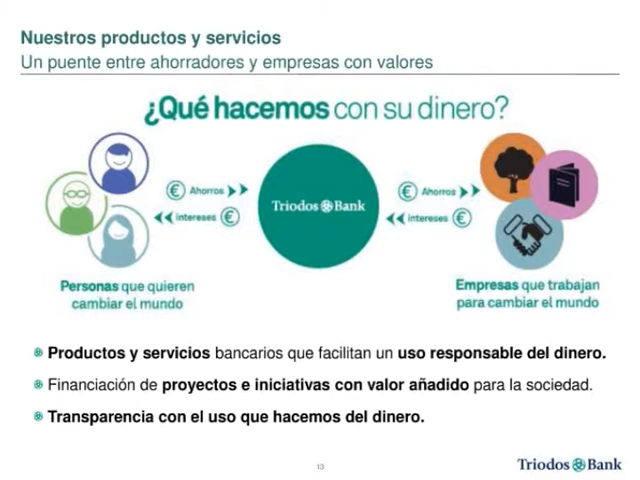 Nuestros productos y servicios
Un puente entre ahorradores y empresas con valores
¿Qué hacemos con su dinero?
€ Ahorros
Triodos Bank
€ Ahorros
intereses €
intereses €
Personas que quieren
cambiar el mundo
Empresas que trabajan
para cambiar el mundo
Productos y servicios bancarios que facilitan un uso responsable del dinero.
Financiación de proyectos e iniciativas con valor añadido para la sociedad.
Transparencia con el uso que hacemos del dinero.
13
Triodos Bank